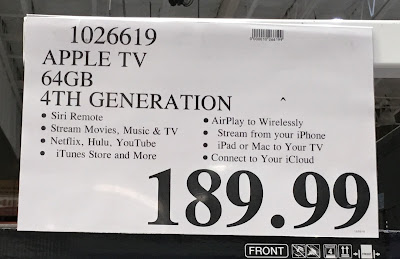 1026619
APPLE TV
64GB
4TH GENERATION
• Siri Remote
• Stream Movies, Music & TV
• Netflix, Hulu, YouTube
• iTunes Store and More
• AirPlay to Wirelessly
• Stream from your iPhone
• iPad or Mac to Your TV
• Connect to Your iCloud
189.99
FRONT
4